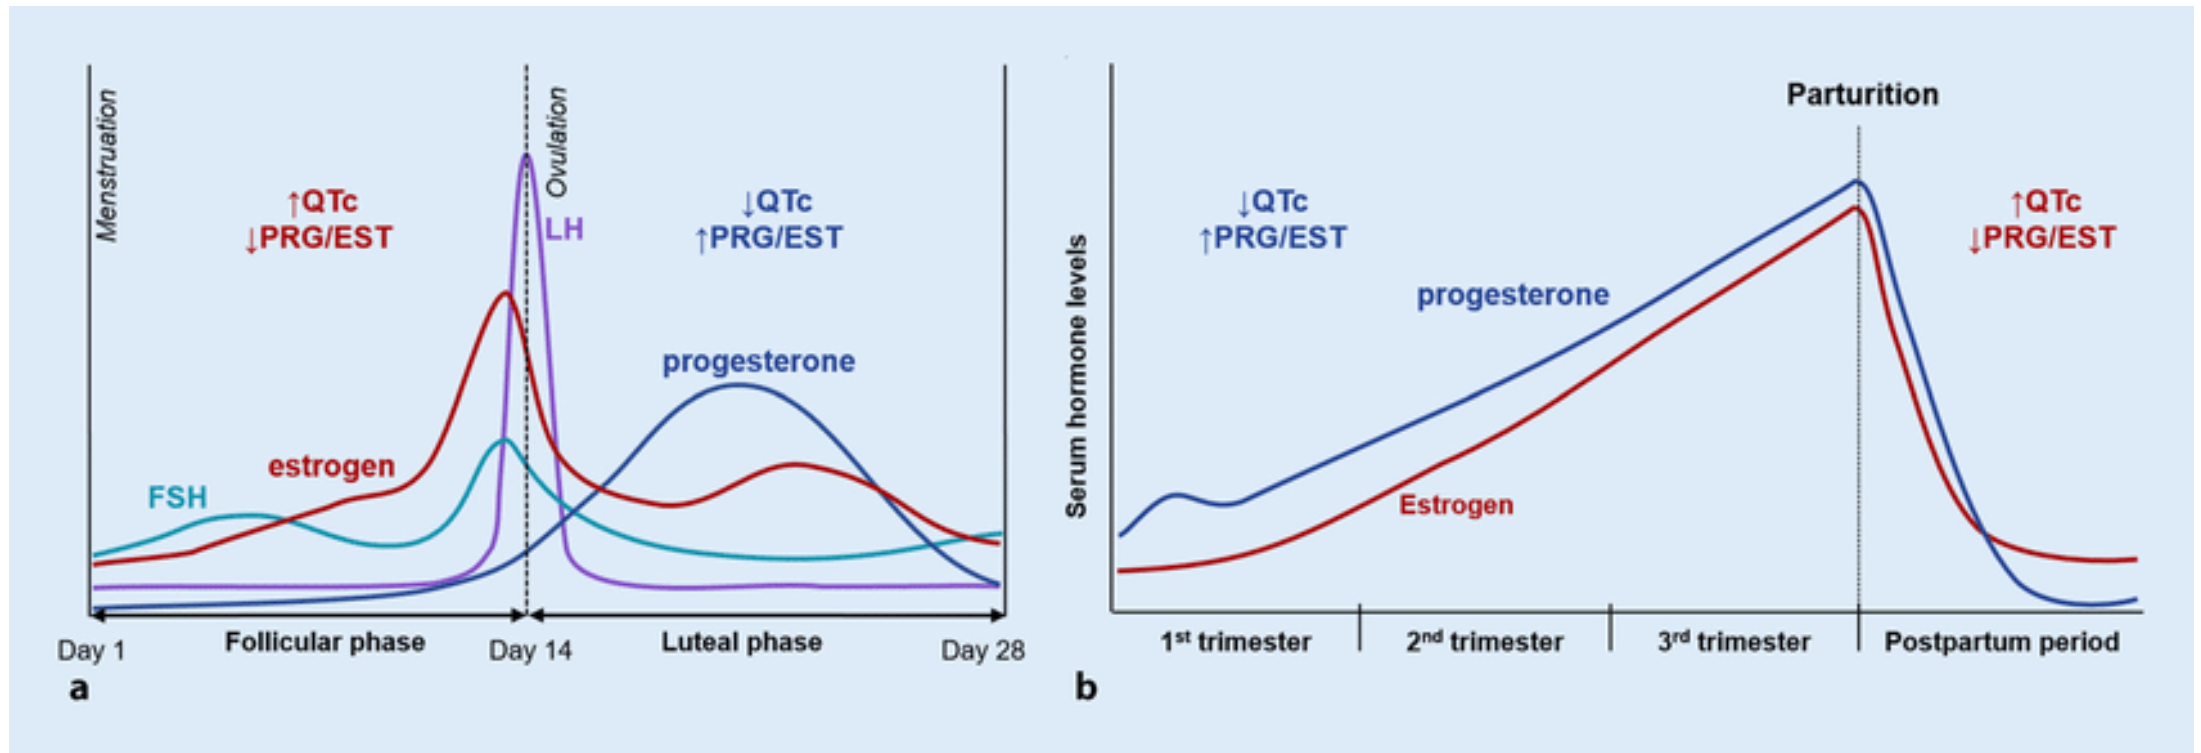 Menstruation
Ovulation
↑QTc
↓PRG/EST
LH
↓QTc
↑PRG/EST
progesterone
estrogen
FSH
Day 1
Follicular phase
Day 14
Luteal phase
Day 28
a
Parturition
Serum hormone levels
↓QTc
↑PRG/EST
↑QTc
↓PRG/EST
progesterone
Estrogen
1st trimester
2nd trimester
3rd trimester
Postpartum period
b